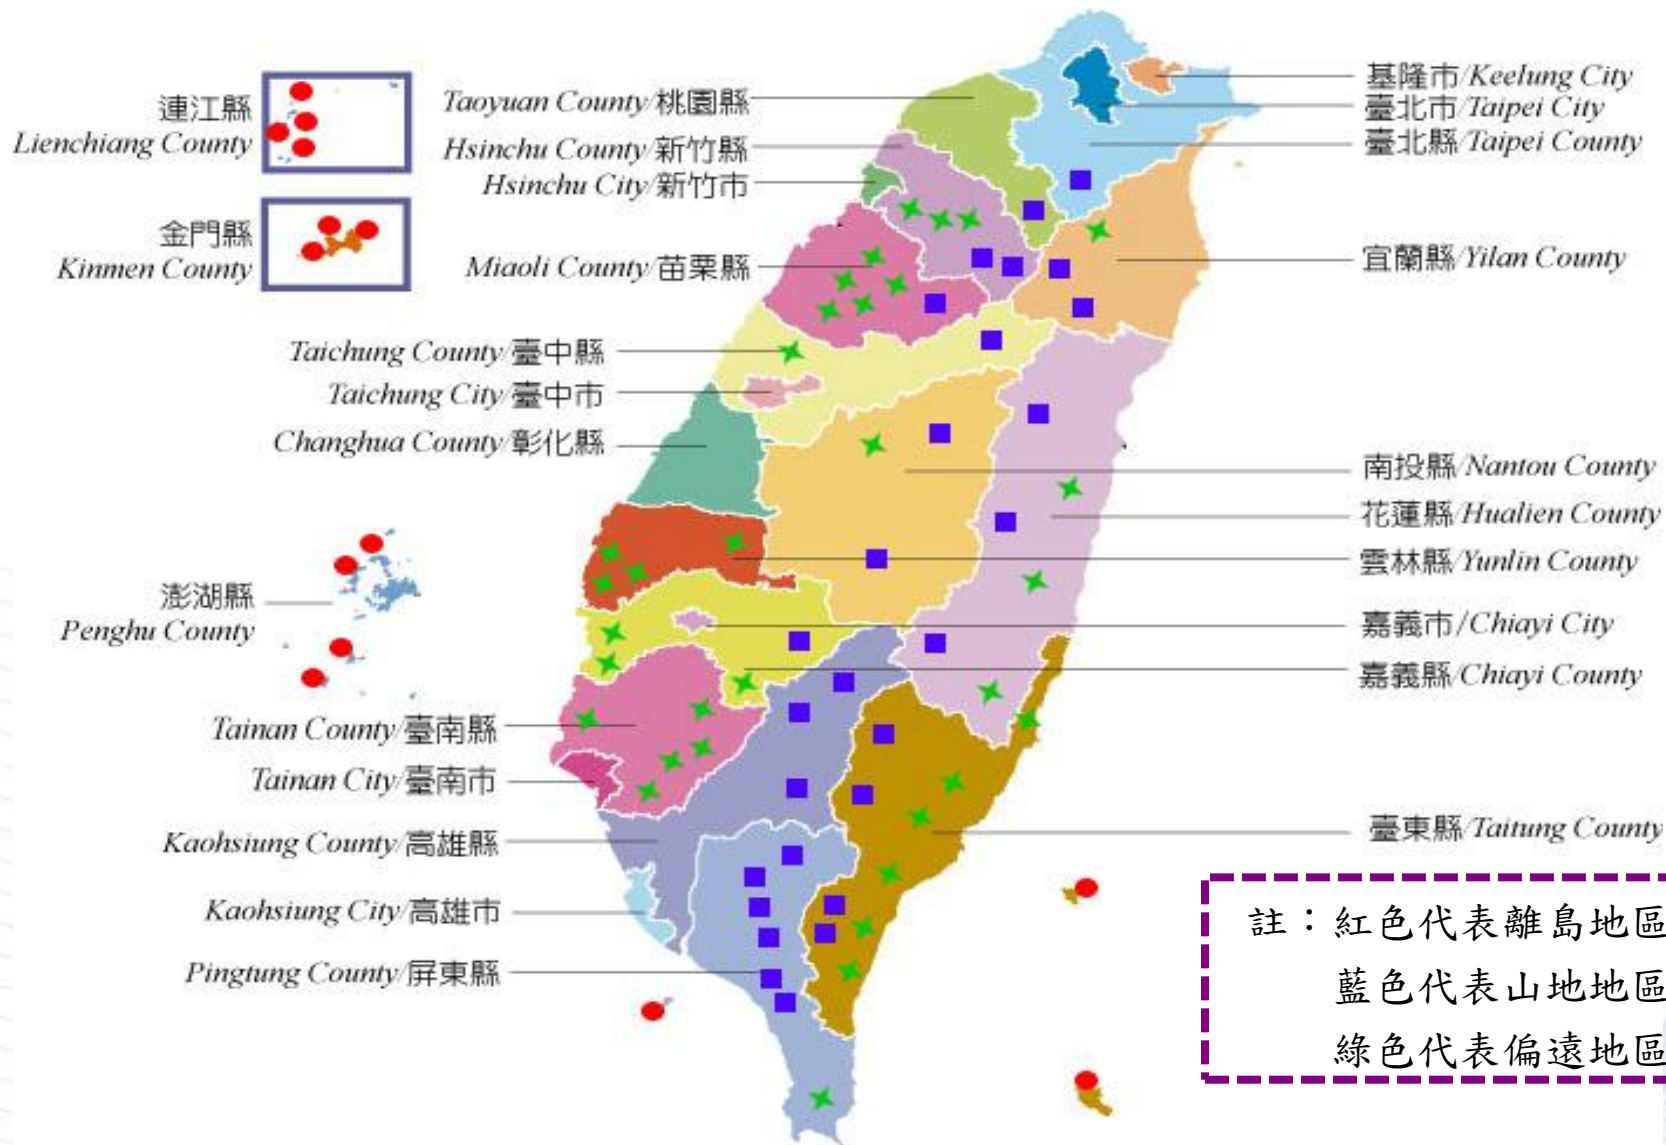 連江縣
Lienchiang County
金門縣
Kinmen County
澎湖縣
Penghu County
Taoyuan County/桃園縣
Hsinchu County/新竹縣
Hsinchu City/新竹市
Miaoli County/苗栗縣
Taichung County/臺中縣
Taichung City/臺中市
Changhua County/彰化縣
Tainan County/臺南縣
Tainan City/臺南市
Kaohsiung County/高雄縣
Kaohsiung City/高雄市
Pingtung County/屏東縣
基隆市/Keelung City
臺北市/Taipei City
臺北縣/Taipei County
宜蘭縣/Yilan County
南投縣/Nantou County
花蓮縣/Hualien County
雲林縣/Yunlin County
嘉義市/Chiayi City
嘉義縣/Chiayi County
臺東縣/Taitung County
註：紅色代表離島地區
藍色代表山地地區
綠色代表偏遠地區